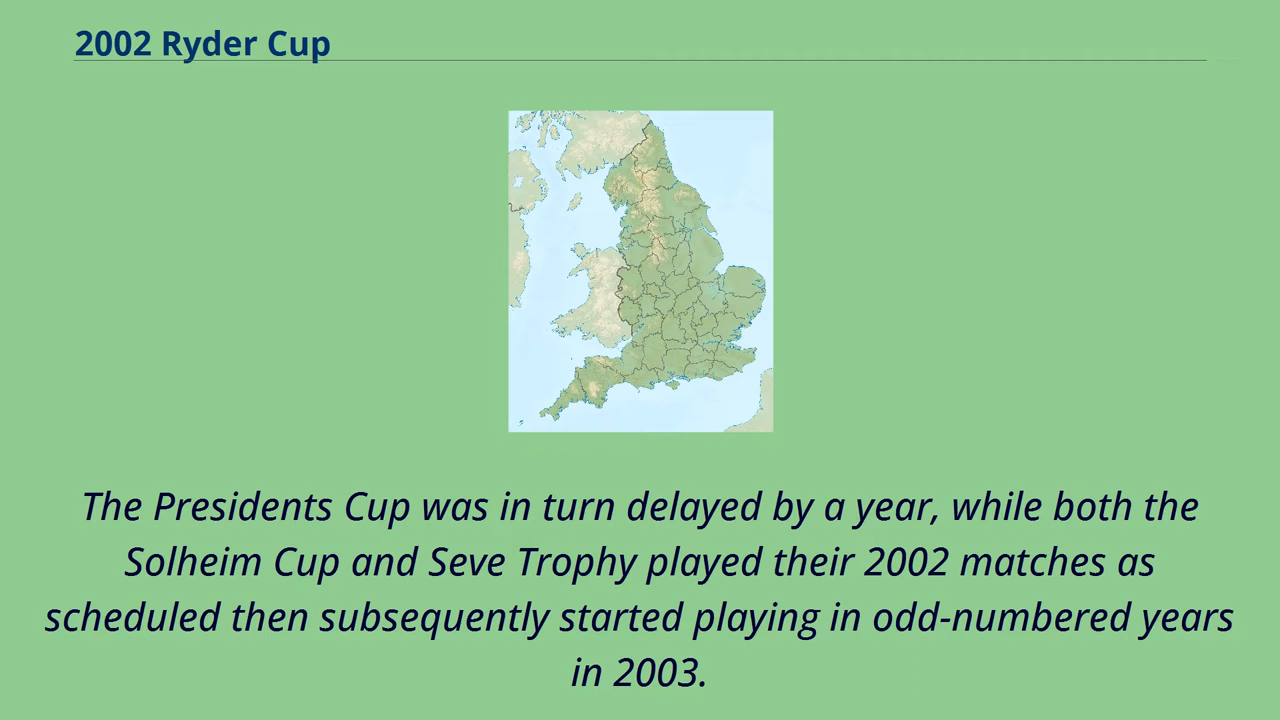 2002 Ryder Cup
The Presidents Cup was in turn delayed by a year, while both the
Solheim Cup and Seve Trophy played their 2002 matches as
scheduled then subsequently started playing in odd-numbered years
in 2003.